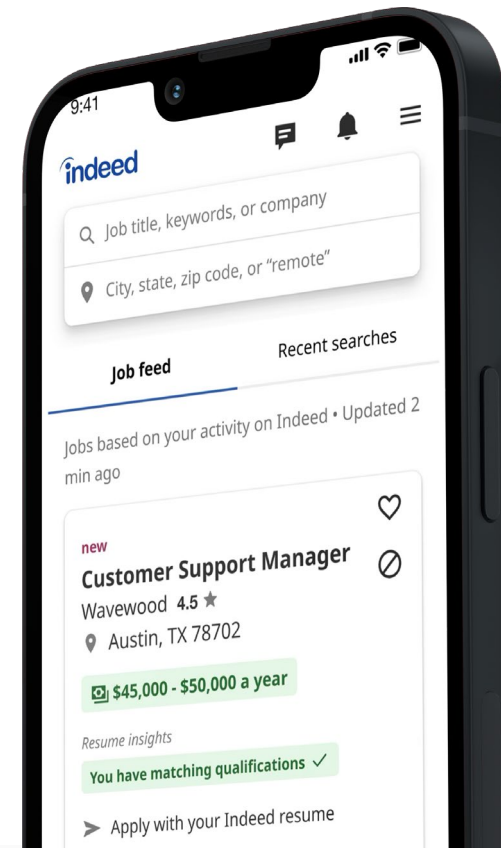 9:41
indeed
Job title, keywords, or company
City, state, zip code, or “remote”
Job feed
Recent searches
Jobs based on your activity on Indeed • Updated 2
min ago
new
Customer Support Manager
Wavewood 4.5 ★
Austin, TX 78702
$45,000 - $50,000 a year
Resume insights
You have matching qualifications ✓
Apply with your Indeed resume